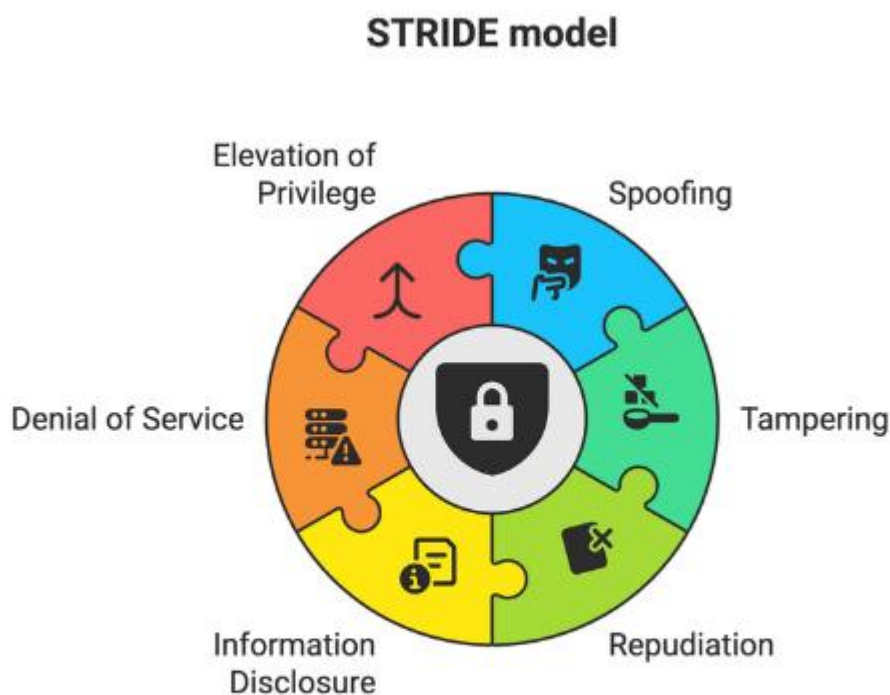 STRIDE model
Elevation of
Privilege
Spoofing
Denial of Service
Tampering
Information
Disclosure
Repudiation